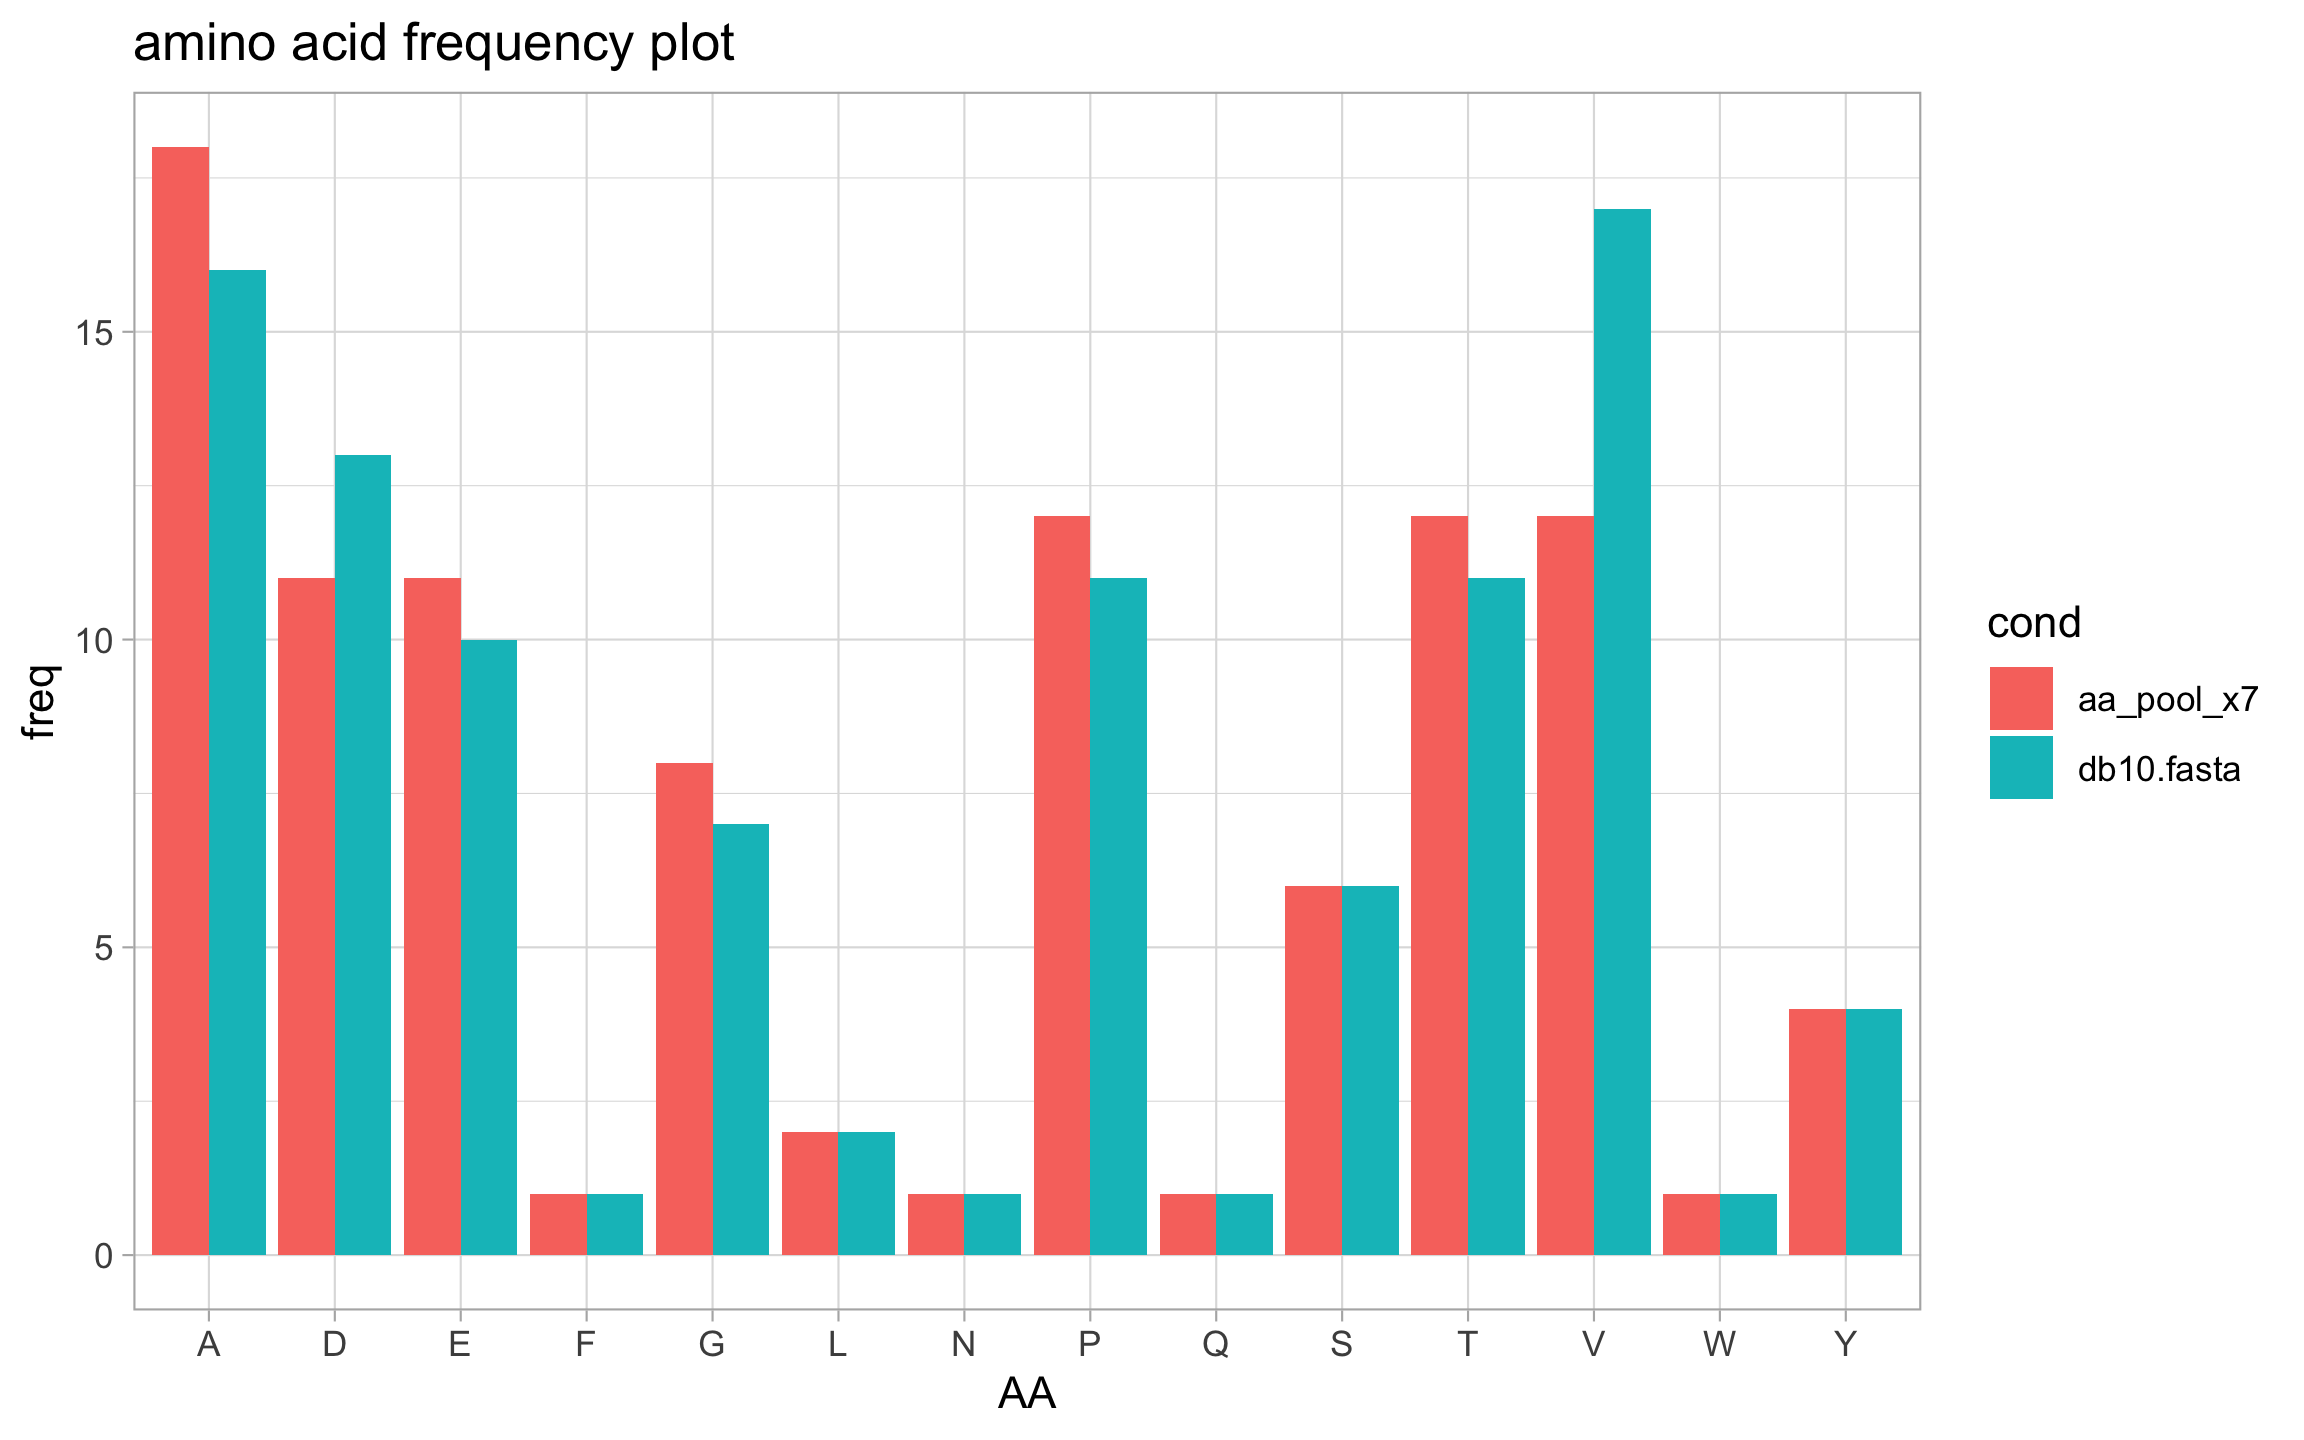 amino acid frequency plot
15
10
5
0
freq
A D E F G L N P Q S T V W Y
AA
cond
aa_pool_x7
db10.fasta